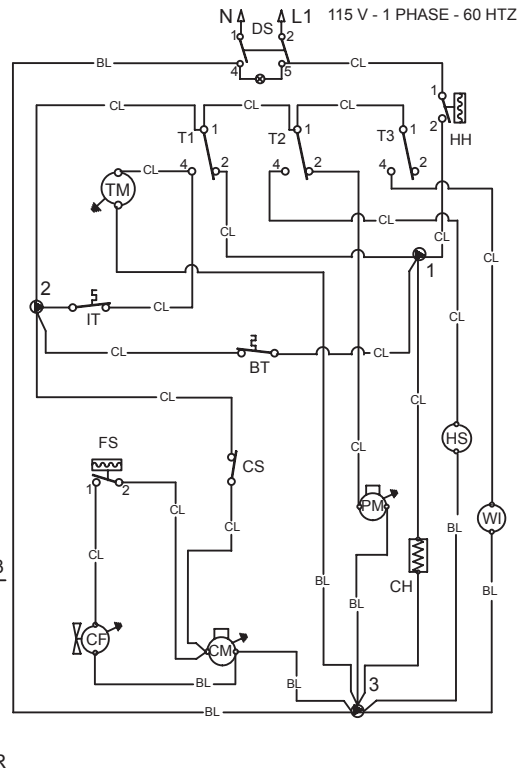 N L1 115 V - 1 PHASE - 60 HTZ
DS
1 2
4 5
BL CL
1
2
HH
CL CL CL
T1 1 T2 1 T3 1
4 2 4 2 4 2
CL CL
TM
CL CL CL
CL
CL
2 1
IT CL
CL BT CL
CL
CL
CL
FS
1 2
CS
CL
HS
CL
CL
PM
WI
CL
BL
CH
3
BL
BL
BL
CF CM
BL BL
3
BL
R